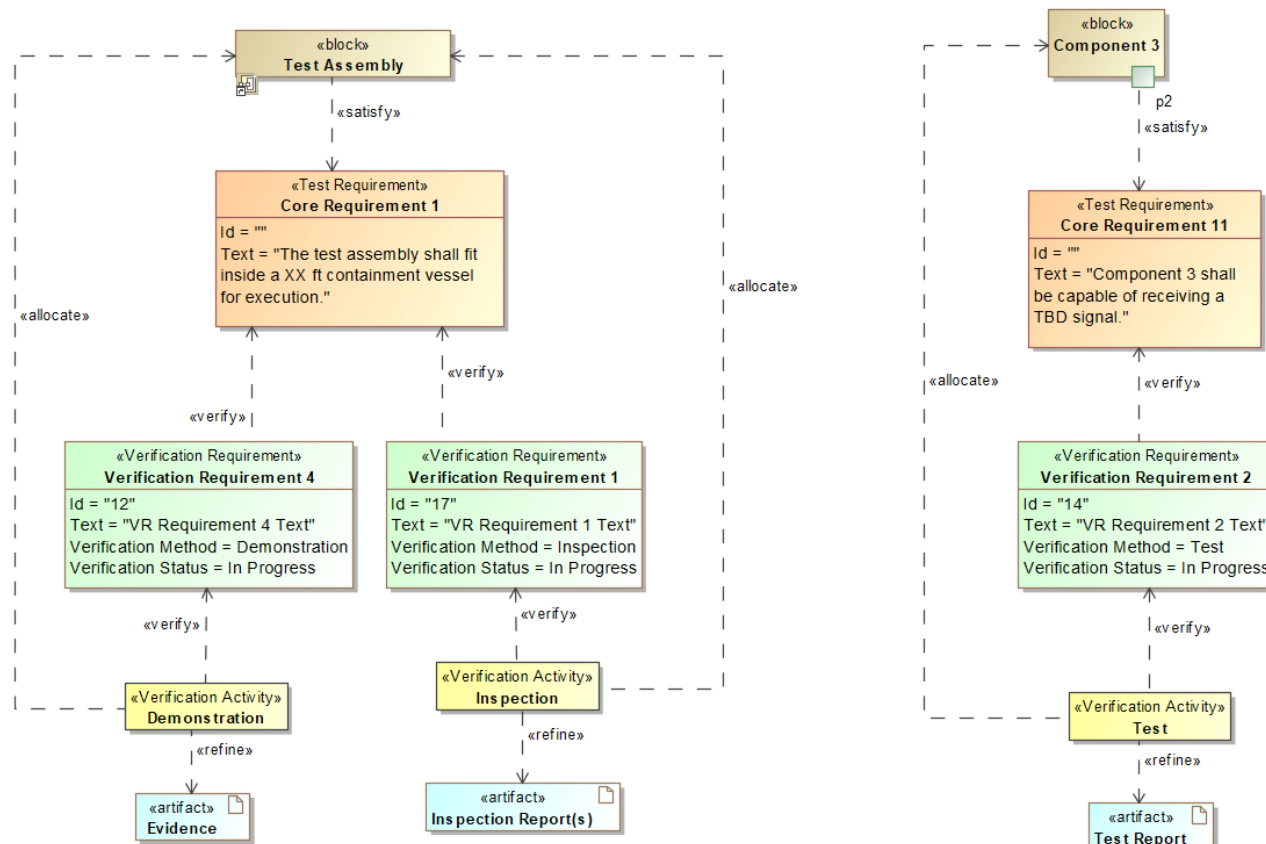 «block»
Test Assembly
«satisfy»
«Test Requirement»
Core Requirement 1
Id = ""
Text = "The test assembly shall fit
inside a XX ft containment vessel
for execution."
«allocate»
«allocate»
«verify»
«verify»
«Verification Requirement»
Verification Requirement 4
Id = "12"
Text = "VR Requirement 4 Text"
Verification Method = Demonstration
Verification Status = In Progress
«Verification Requirement»
Verification Requirement 1
Id = "17"
Text = "VR Requirement 1 Text"
Verification Method = Inspection
Verification Status = In Progress
«verify»
«verify»
«Verification Activity»
Demonstration
«Verification Activity»
Inspection
«refine»
«refine»
«artifact»
Evidence
«artifact»
Inspection Report(s)
«block»
Component 3
p2
«satisfy»
«Test Requirement»
Core Requirement 11
Id = ""
Text = "Component 3 shall
be capable of receiving a
TBD signal."
«allocate»
«verify»
«Verification Requirement»
Verification Requirement 2
Id = "14"
Text = "VR Requirement 2 Text"
Verification Method = Test
Verification Status = In Progress
«verify»
«Verification Activity»
Test
«refine»
«artifact»
Test Report